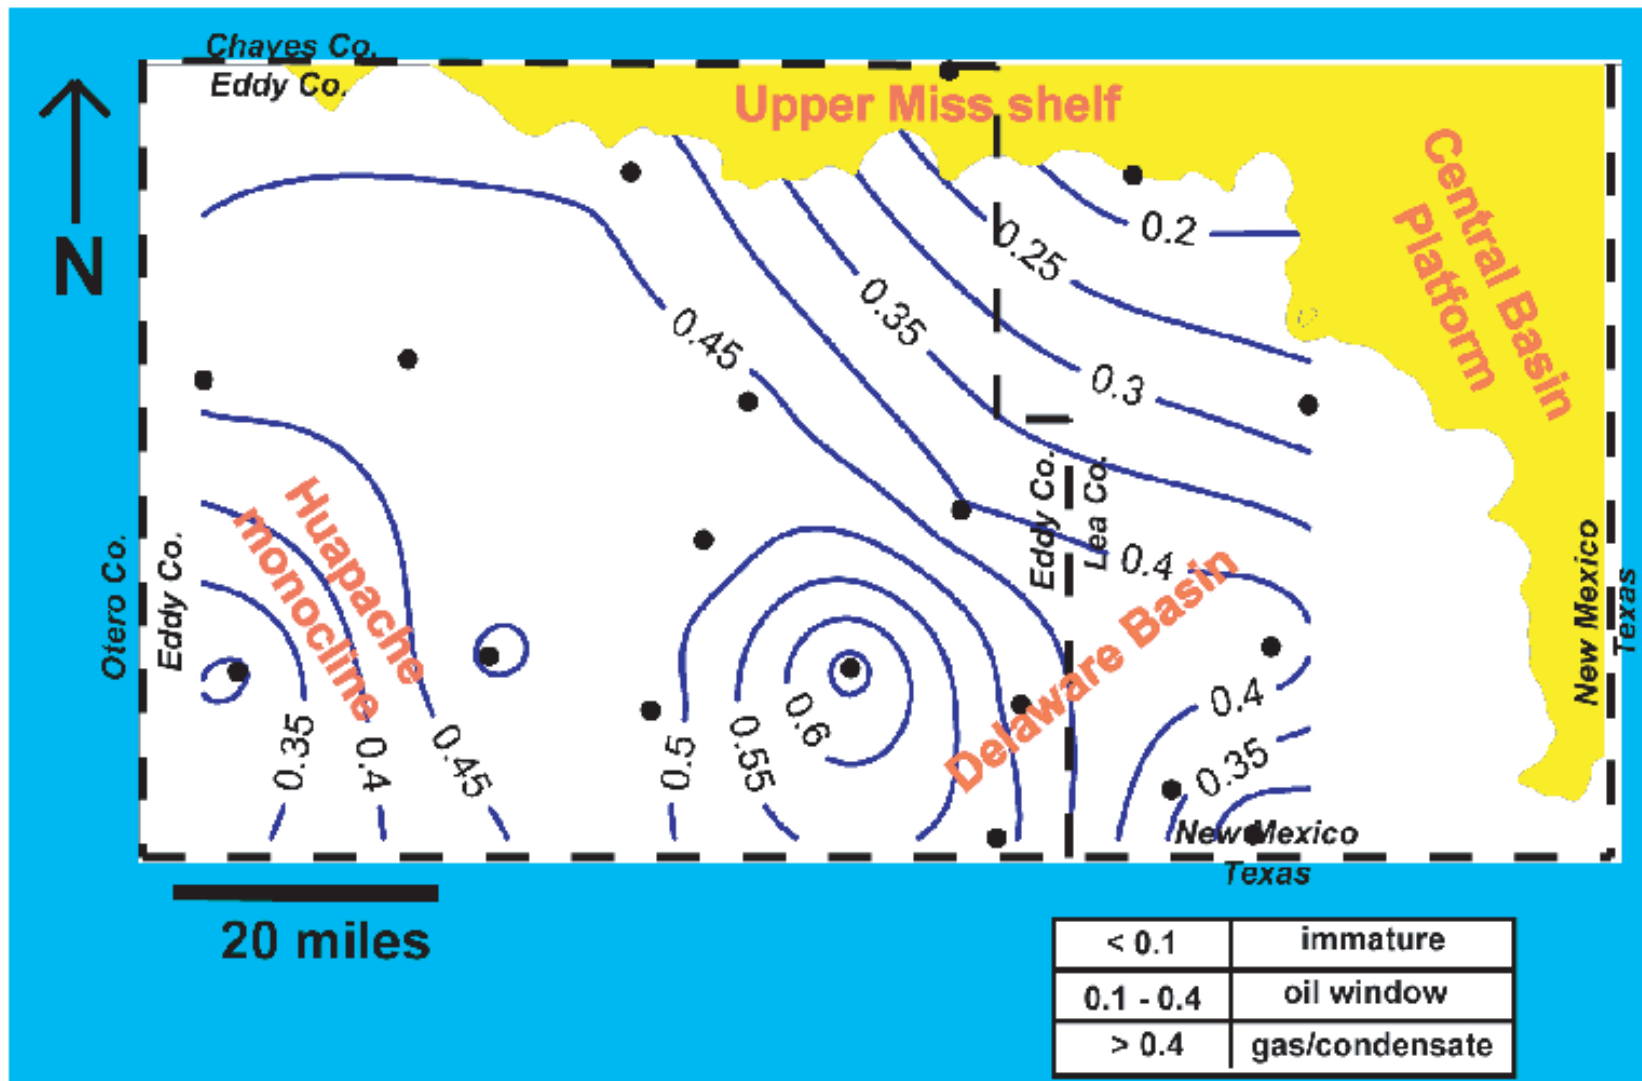 Chaves Co.
Eddy Co.
N
Upper Miss shelf
Central Basin
Platform
0.2
0.25
0.35
0.45
0.3
Huapache
monocline
Otero Co.
Eddy Co.
Eddy Co.
Lea Co.
0.4
Delaware Basin
New Mexico
Texas
0.35
0.4
0.45
0.5
0.55
0.6
0.4
0.35
New Mexico
Texas
20 miles
< 0.1 immature
0.1 - 0.4 oil window
> 0.4 gas/condensate